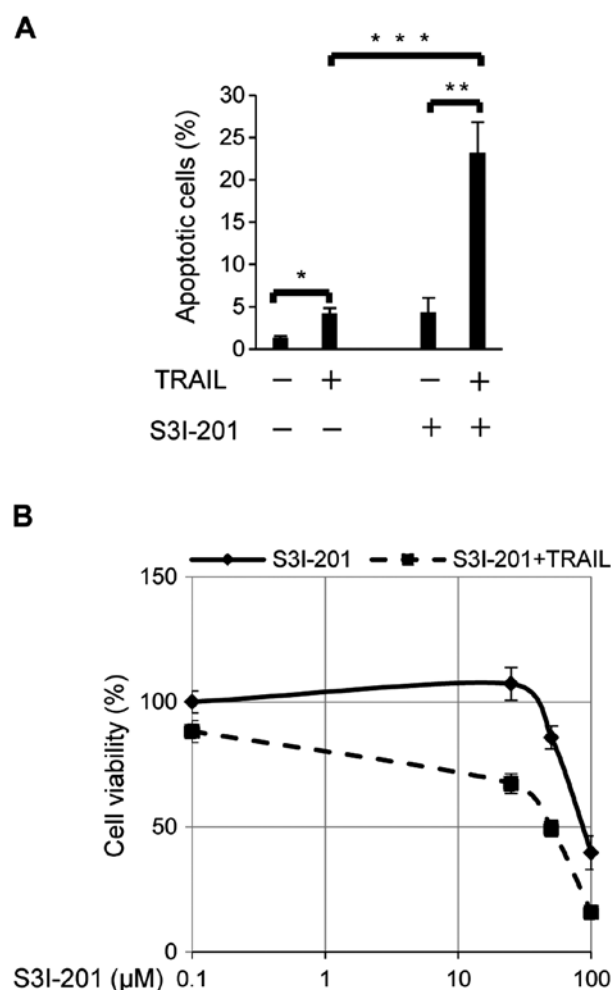 A
* * *
**
*
Apoptotic cells (%)
30
25
20
15
10
5
0
TRAIL − + − +
S3I-201 − − + +
B
S3I-201 S3I-201+TRAIL
Cell viability (%)
150
100
50
0
S3I-201 (µM) 0.1 1 10 100